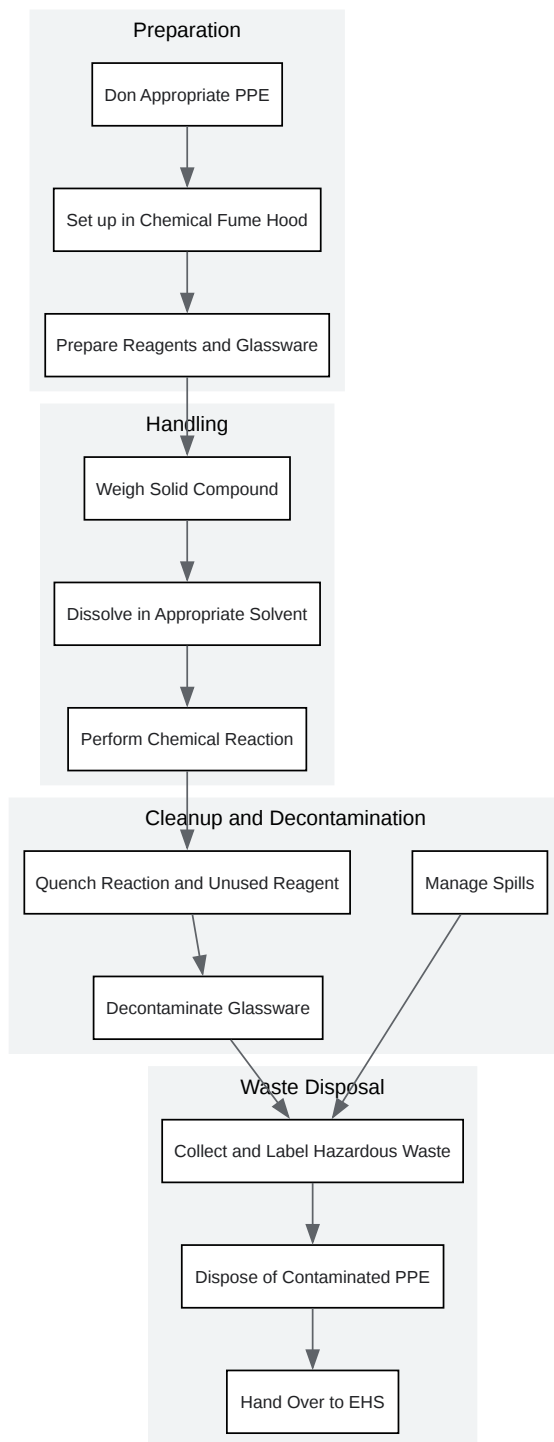 Preparation
Don Appropriate PPE
Set up in Chemical Fume Hood
Prepare Reagents and Glassware
Handling
Weigh Solid Compound
Dissolve in Appropriate Solvent
Perform Chemical Reaction
Cleanup and Decontamination
Quench Reaction and Unused Reagent
Manage Spills
Decontaminate Glassware
Waste Disposal
Collect and Label Hazardous Waste
Dispose of Contaminated PPE
Hand Over to EHS